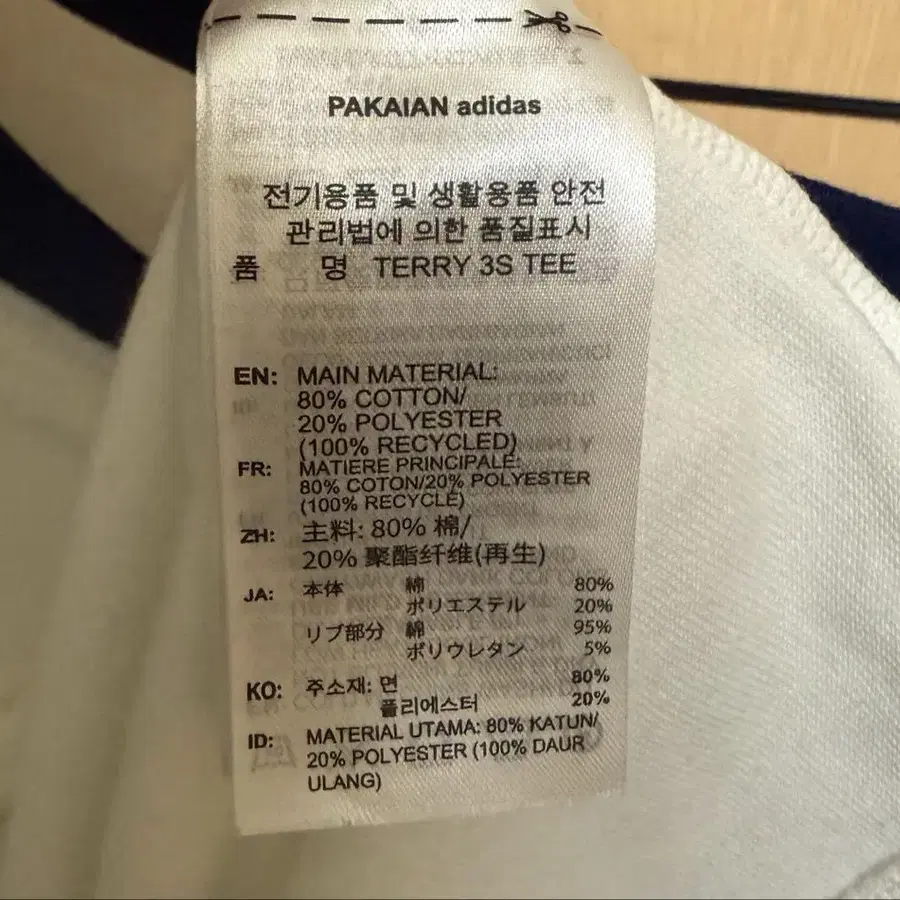 PAKAIAN adidas
전기용품 및 생활용품 안전
관리법에 의한 품질표시
품 명 TERRY 3S TEE
EN: MAIN MATERIAL:
80% COTTON/
20% POLYESTER
(100% RECYCLED)
FR: MATIERE PRINCIPALE:
80% COTON/20% POLYESTER
(100% RECYCLE)
ZH: 主料: 80% 棉/
20% 聚酯纤维(再生)
JA: 本体 綿 80%
ポリエステル 20%
リブ部分 綿 95%
ポリウレタン 5%
KO: 주소재: 면 80%
폴리에스터 20%
ID: MATERIAL UTAMA: 80% KATUN/
20% POLYESTER (100% DAUR
ULANG)